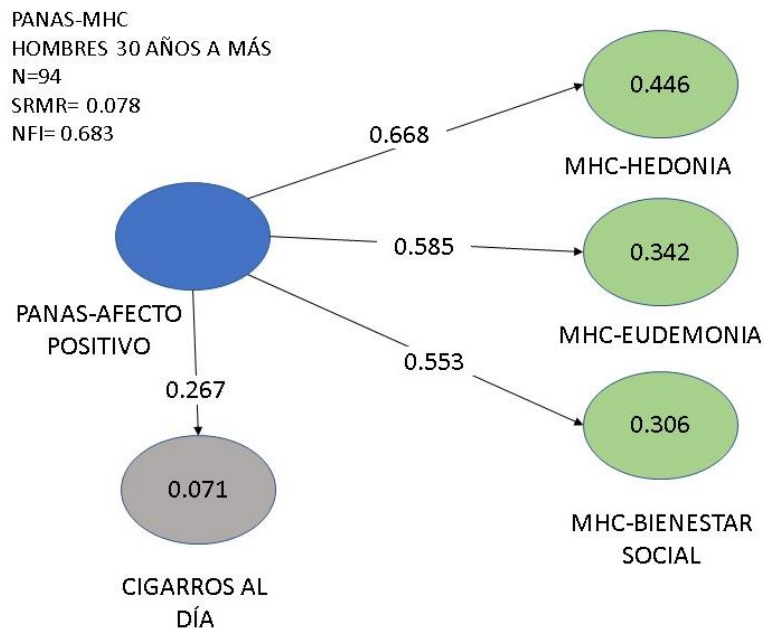 PANAS-MHC
HOMBRES 30 AÑOS A MÁS
N=94
SRMR= 0.078
NFI= 0.683
0.446
0.668
MHC-HEDONIA
0.585
0.342
PANAS-AFECTO
POSITIVO
MHC-EUDEMONIA
0.553
0.267
0.306
0.071
MHC-BIENESTAR
SOCIAL
CIGARROS AL
DÍA